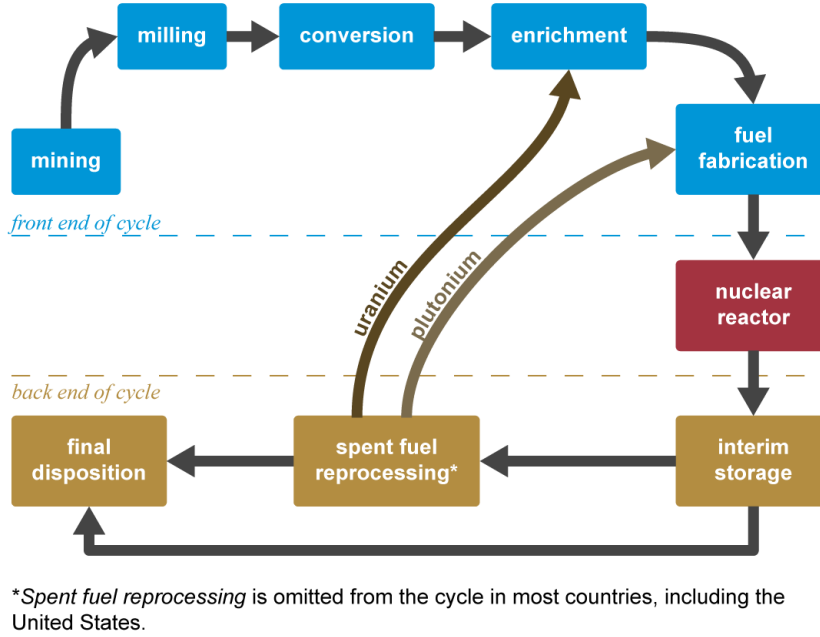 milling
conversion
enrichment
mining
fuel
fabrication
front end of cycle
uranium
plutonium
nuclear
reactor
back end of cycle
final
disposition
spent fuel
reprocessing*
interim
storage
*Spent fuel reprocessing is omitted from the cycle in most countries, including the
United States.